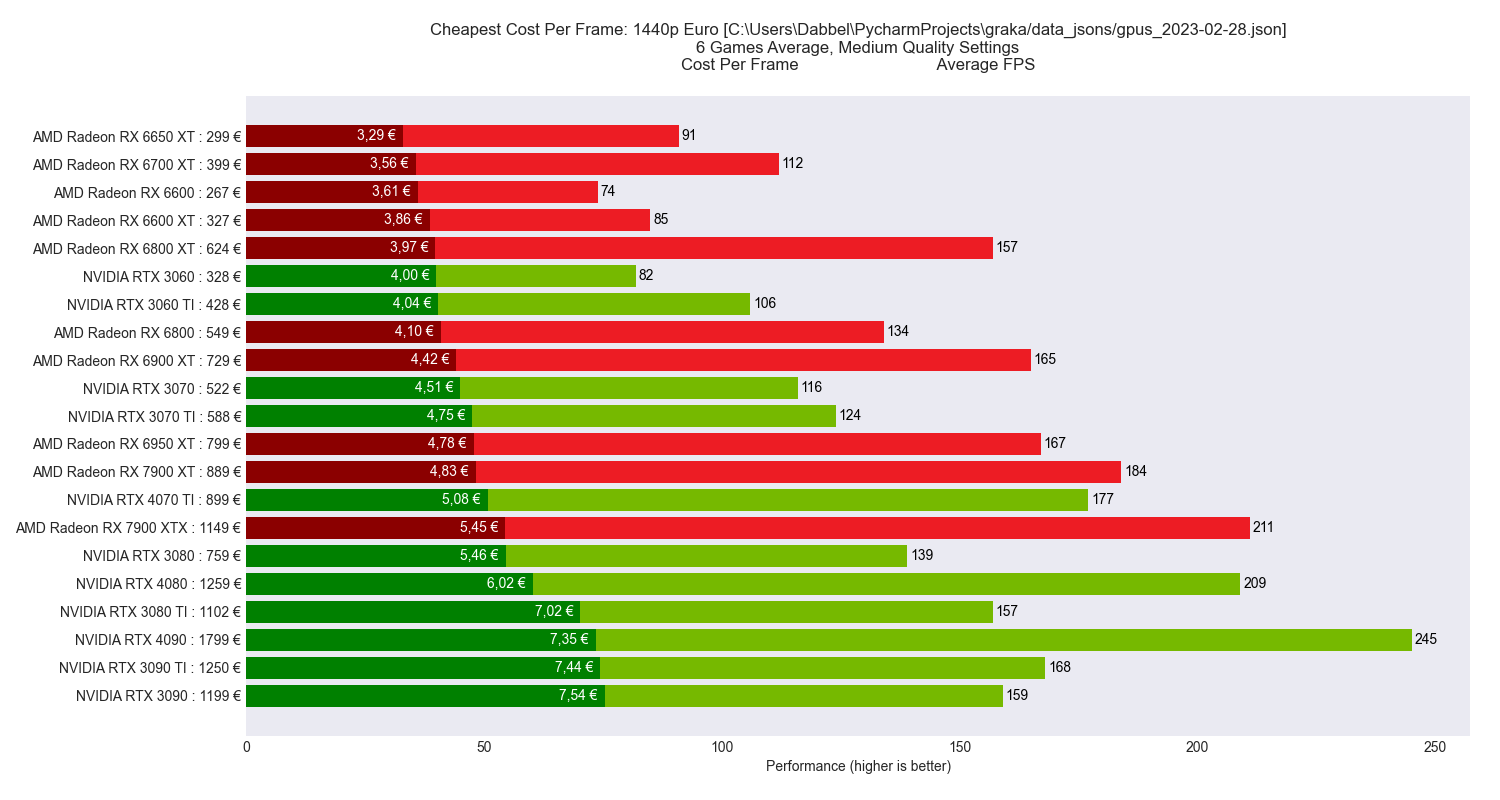 Cheapest Cost Per Frame: 1440p Euro [C:\Users\Dabbel\PycharmProjects\graka/data_jsons/gpus_2023-02-28.json]
6 Games Average, Medium Quality Settings
Cost Per Frame Average FPS
AMD Radeon RX 6650 XT : 299 € 3,29 € 91
AMD Radeon RX 6700 XT : 399 € 3,56 € 112
AMD Radeon RX 6600 : 267 € 3,61 € 74
AMD Radeon RX 6600 XT : 327 € 3,86 € 85
AMD Radeon RX 6800 XT : 624 € 3,97 € 157
NVIDIA RTX 3060 : 328 € 4,00 € 82
NVIDIA RTX 3060 TI : 428 € 4,04 € 106
AMD Radeon RX 6800 : 549 € 4,10 € 134
AMD Radeon RX 6900 XT : 729 € 4,42 € 165
NVIDIA RTX 3070 : 522 € 4,51 € 116
NVIDIA RTX 3070 TI : 588 € 4,75 € 124
AMD Radeon RX 6950 XT : 799 € 4,78 € 167
AMD Radeon RX 7900 XT : 889 € 4,83 € 184
NVIDIA RTX 4070 TI : 899 € 5,08 € 177
AMD Radeon RX 7900 XTX : 1149 € 5,45 € 211
NVIDIA RTX 3080 : 759 € 5,46 € 139
NVIDIA RTX 4080 : 1259 € 6,02 € 209
NVIDIA RTX 3080 TI : 1102 € 7,02 € 157
NVIDIA RTX 4090 : 1799 € 7,35 € 245
NVIDIA RTX 3090 TI : 1250 € 7,44 € 168
NVIDIA RTX 3090 : 1199 € 7,54 € 159
0 50 100 150 200 250
Performance (higher is better)